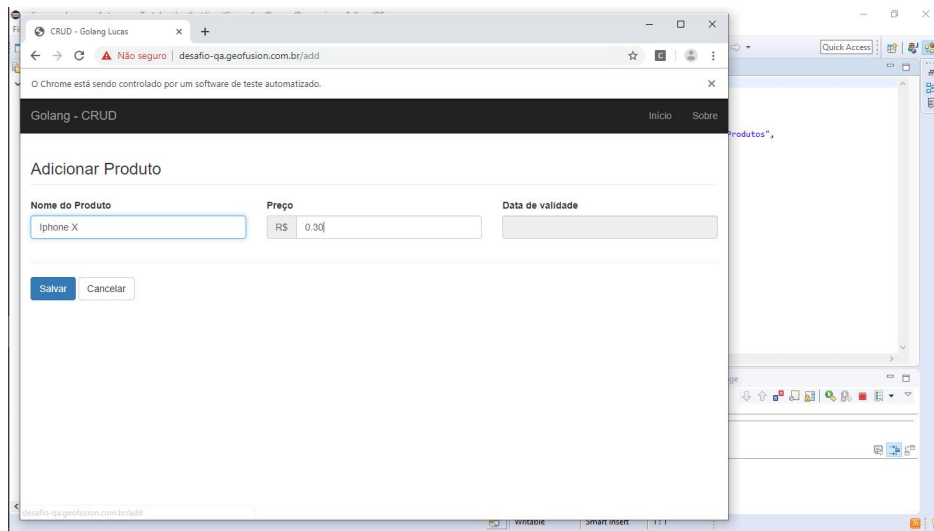 CRUD - Golang Lucas
Não seguro | desafio-qa.geofusion.com.br/add
Quick Access
O Chrome está sendo controlado por um software de teste automatizado.
Golang - CRUD
Início Sobre
Produtos",
Adicionar Produto
Nome do Produto Preço Data de validade
Iphone X R$ 0.30
Salvar Cancelar
desafio-qa.geofusion.com.br/add
Writable Smart Insert 1 : 1